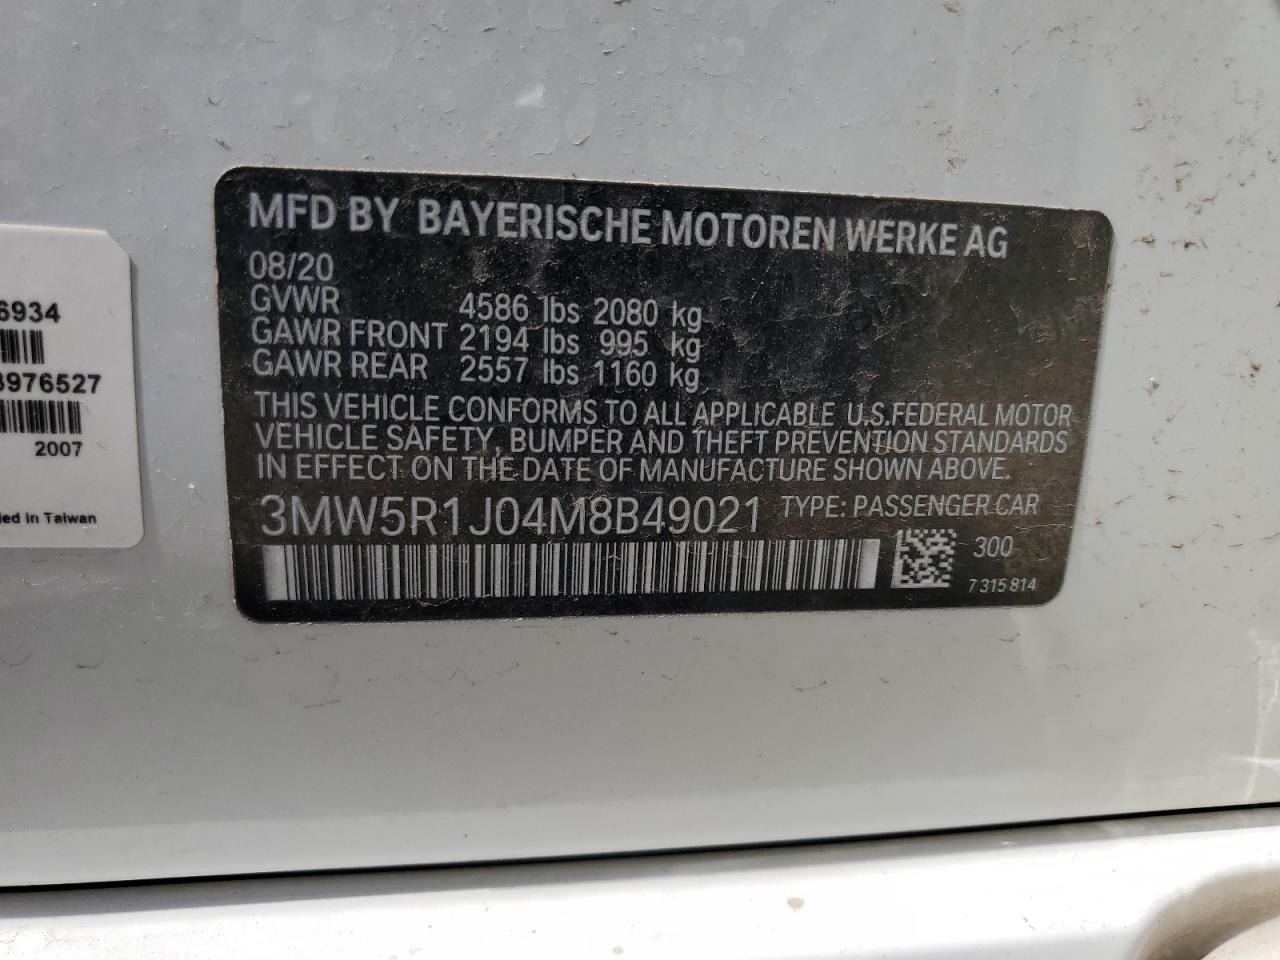 MFD BY BAYERISCHE MOTOREN WERKE AG
08/20
GVWR 4586 lbs 2080 kg
GAWR FRONT 2194 lbs 995 kg
GAWR REAR 2557 lbs 1160 kg
THIS VEHICLE CONFORMS TO ALL APPLICABLE U.S.FEDERAL MOTOR
VEHICLE SAFETY, BUMPER AND THEFT PREVENTION STANDARDS
IN EFFECT ON THE DATE OF MANUFACTURE SHOWN ABOVE.
3MW5R1J04M8B49021 TYPE: PASSENGER CAR
300
7 315 814
6934
3976527
2007
in Taiwan